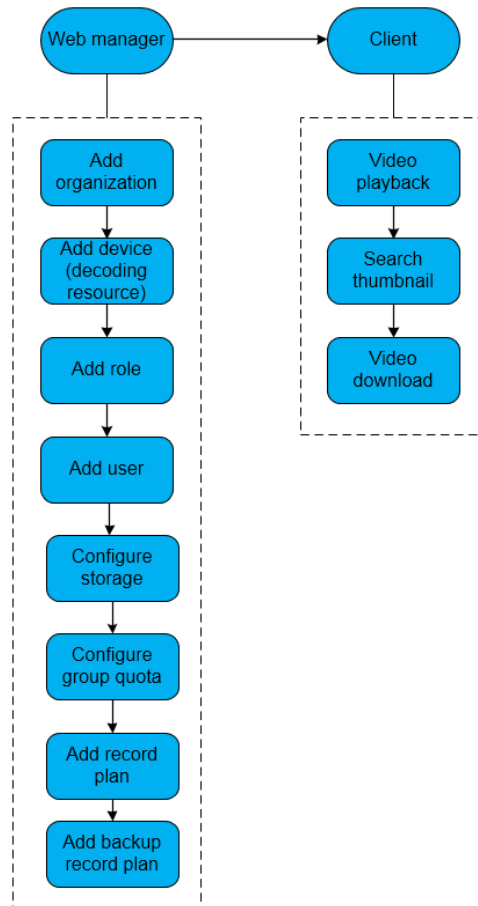 Web manager
Client
Add
organization
Add device
(decoding
resource)
Add role
Add user
Configure
storage
Configure
group quota
Add record
plan
Add backup
record plan
Video
playback
Search
thumbnail
Video
download